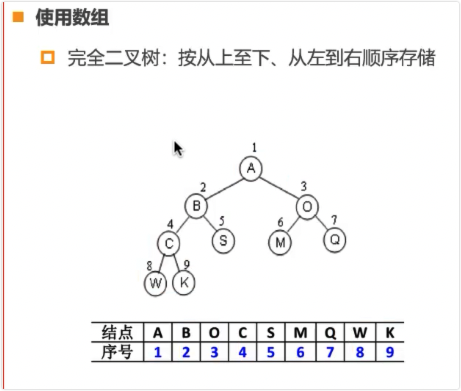 使用数组
完全二叉树：按从上至下、从左到右顺序存储
1
A
2 3
B O
4 5 6 7
C S M Q
8 9
W K
结点 A B O C S M Q W K
序号 1 2 3 4 5 6 7 8 9